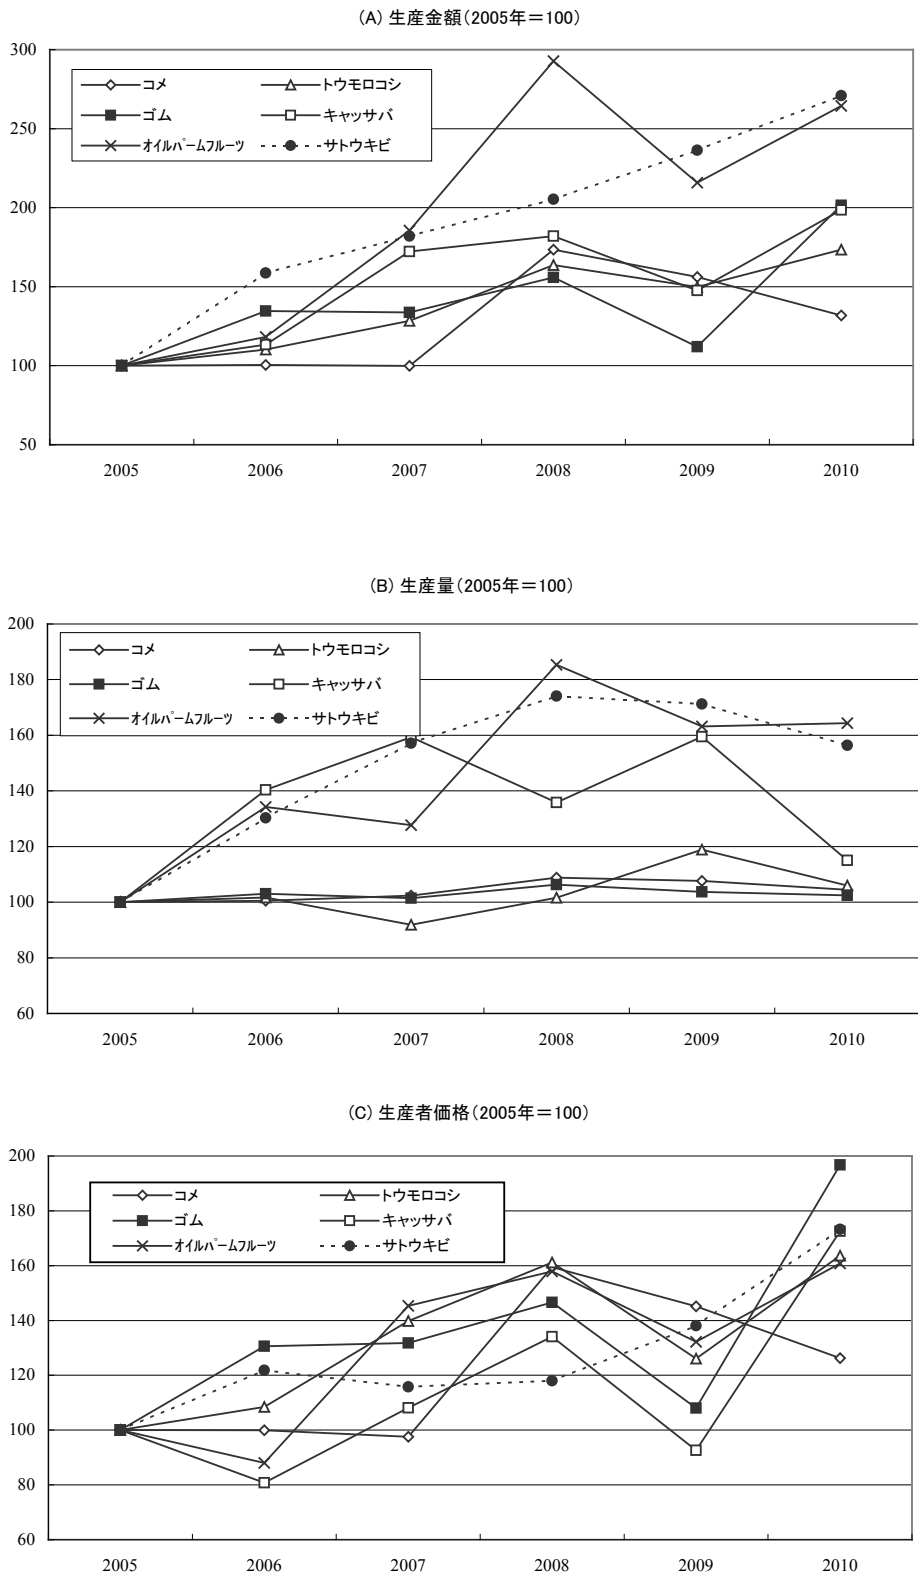 (A) 生産金額(2005年=100)
300
250
200
150
100
50
コメ トウモロコシ
ゴム キャッサバ
オイルパームフルーツ サトウキビ
2005 2006 2007 2008 2009 2010
(B) 生産量(2005年=100)
200
180
160
140
120
100
80
60
コメ トウモロコシ
ゴム キャッサバ
オイルパームフルーツ サトウキビ
2005 2006 2007 2008 2009 2010
(C) 生産者価格(2005年=100)
200
180
160
140
120
100
80
60
コメ トウモロコシ
ゴム キャッサバ
オイルパームフルーツ サトウキビ
2005 2006 2007 2008 2009 2010